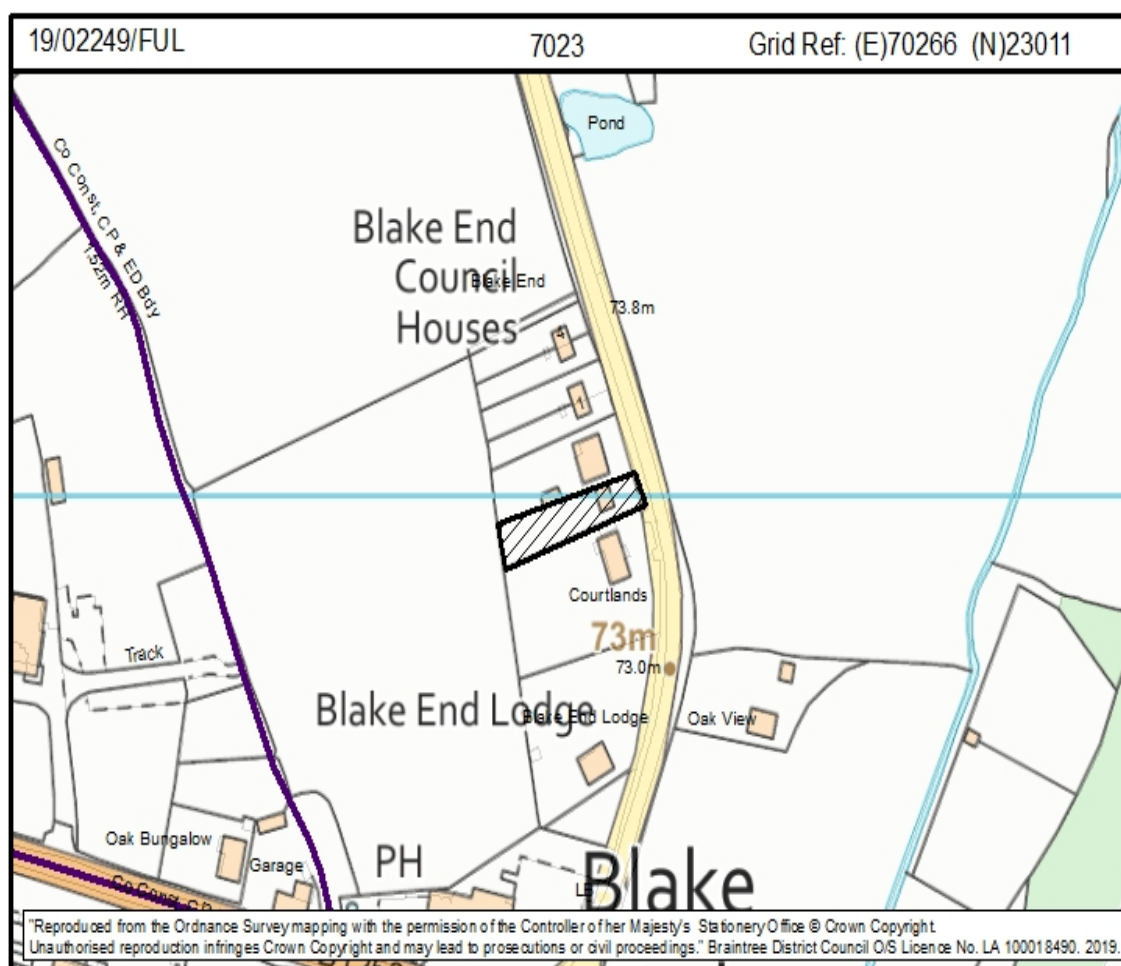 19/02249/FUL
7023
Grid Ref: (E)70266 (N)23011
Pond
Co Const, C P & ED Bdy
1.52m RH
Blake End
Council
Houses
Blake End
73.8m
4
1
Courtlands
73m
73.0m
Track
Blake End Lodge
Blake End Lodge
Oak View
Oak Bungalow
Garage
PH
Blake
"Reproduced from the Ordnance Survey mapping with the permission of the Controller of her Majesty's Stationery Office © Crown Copyright.
Unauthorised reproduction infringes Crown Copyright and may lead to prosecutions or civil proceedings." Braintree District Council O/S Licence No. LA 100018490. 2019.